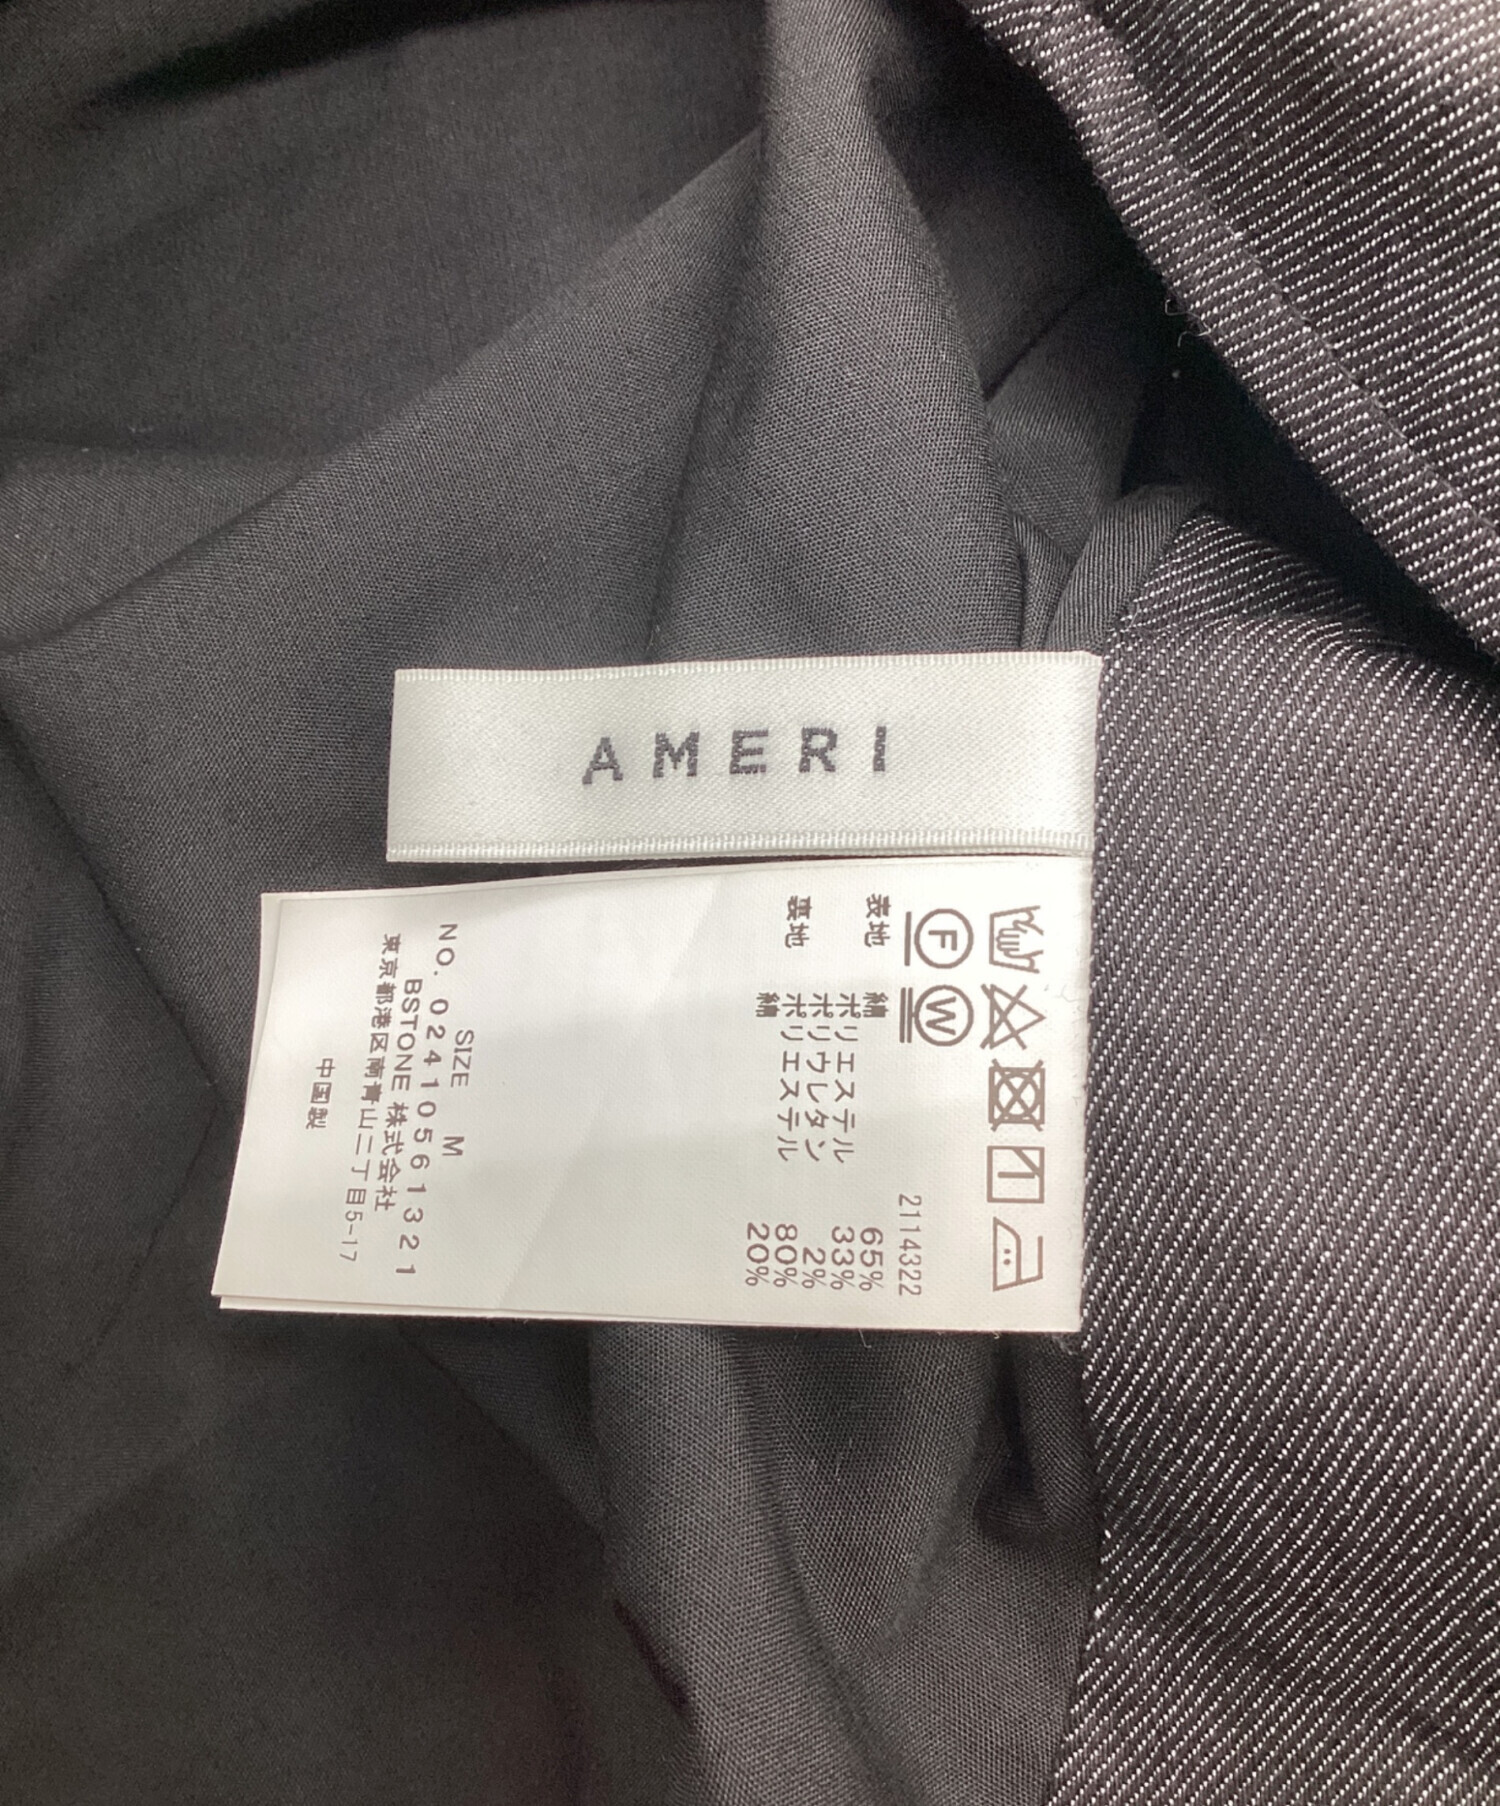 AMERI
2114322
表地 綿 65%
ポリエステル 33%
ポリウレタン 2%
裏地 ポリエステル 80%
綿 20%
SIZE M
NO. 02410561321
BSTONE 株式会社
東京都港区南青山二丁目5-17
中国製
F
W